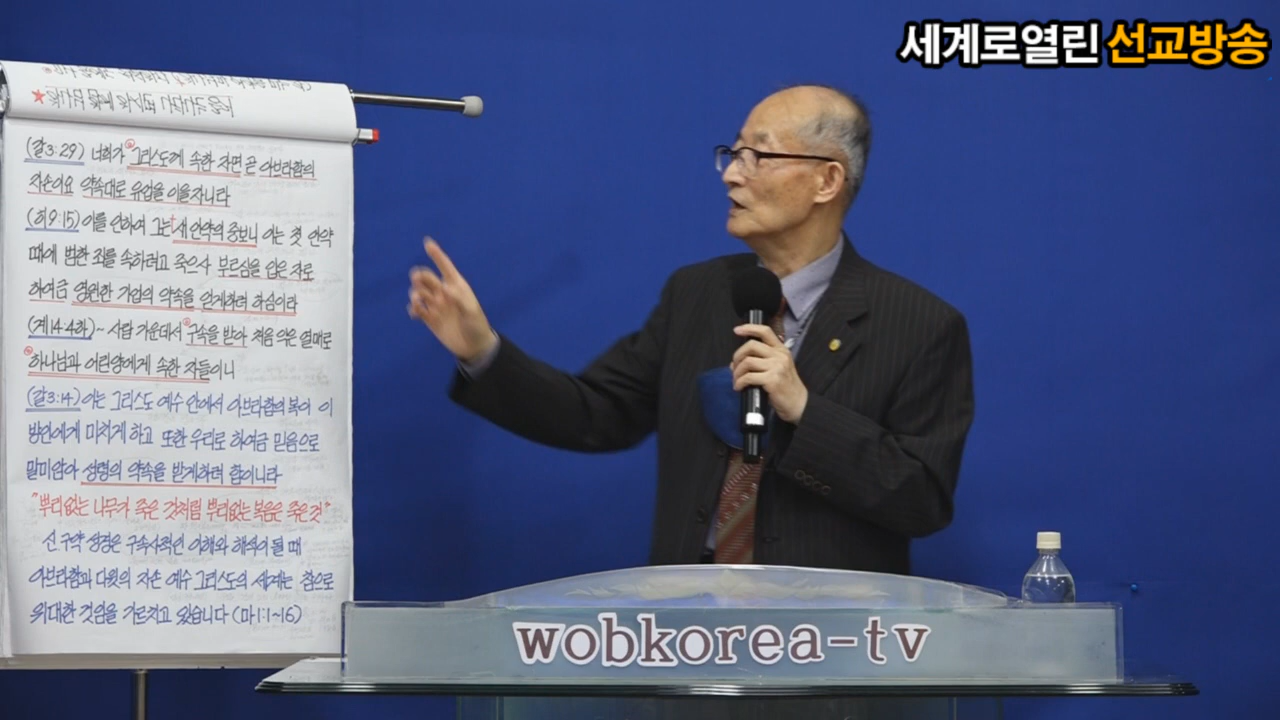 세계로열린 선교방송
(갈3:29) 너희가 그리스도께 속한 자면 곧 아브라함의
자손이요 약속대로 유업을 이을자니라
(히9:15) 이를 인하여 그는 새 언약의 중보니 이는 첫 언약
때에 범한 죄를 속하려고 죽으사 부르심을 입은 자로
하여금 영원한 기업의 약속을 얻게하려 하심이라
(계14:4하)~ 사람 가운데서 구속을 받아 처음 익은 열매로
하나님과 어린양에게 속한 자들이니
(갈3:14) 이는 그리스도 예수 안에서 아브라함의 복이 이
방인에게 미치게 하고 또한 우리로 하여금 믿음으로
말미암아 성령의 약속을 받게하려 함이니라
"뿌리없는 나무가 죽은 것처럼 뿌리없는 복음은 죽은 것"
신구약 성경은 구속사적인 이해와 해석이 될 때
아브라함과 다윗의 자손 예수 그리스도의 세계는 참으로
위대한 것임을 가르치고 있습니다 (마1:1~16)
wobkorea-tv